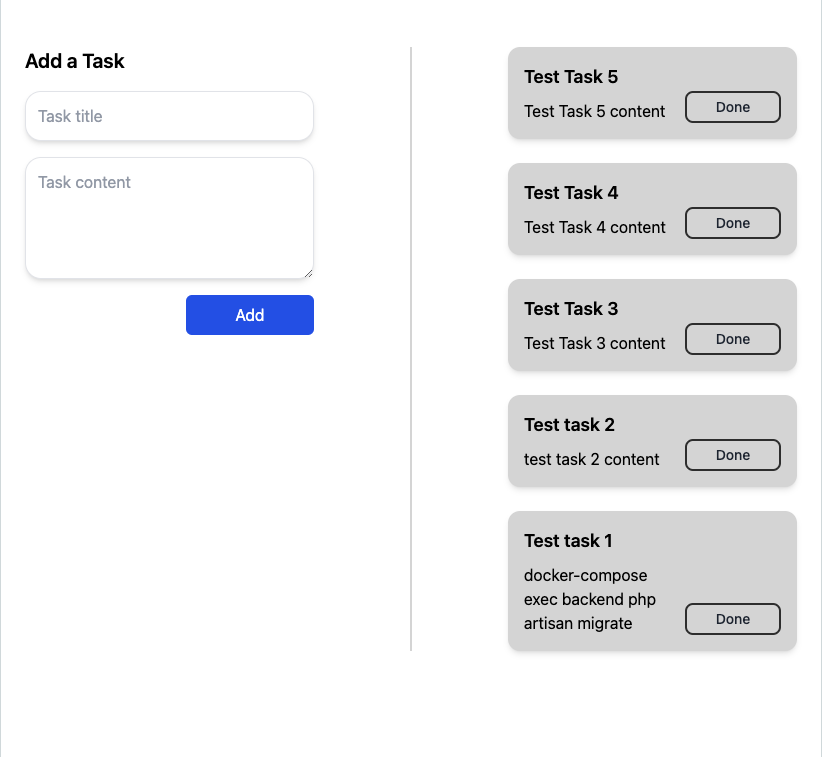 Add a Task
Task title
Task content
Add
Test Task 5
Test Task 5 content
Done
Test Task 4
Test Task 4 content
Done
Test Task 3
Test Task 3 content
Done
Test task 2
test task 2 content
Done
Test task 1
docker-compose
exec backend php
artisan migrate
Done